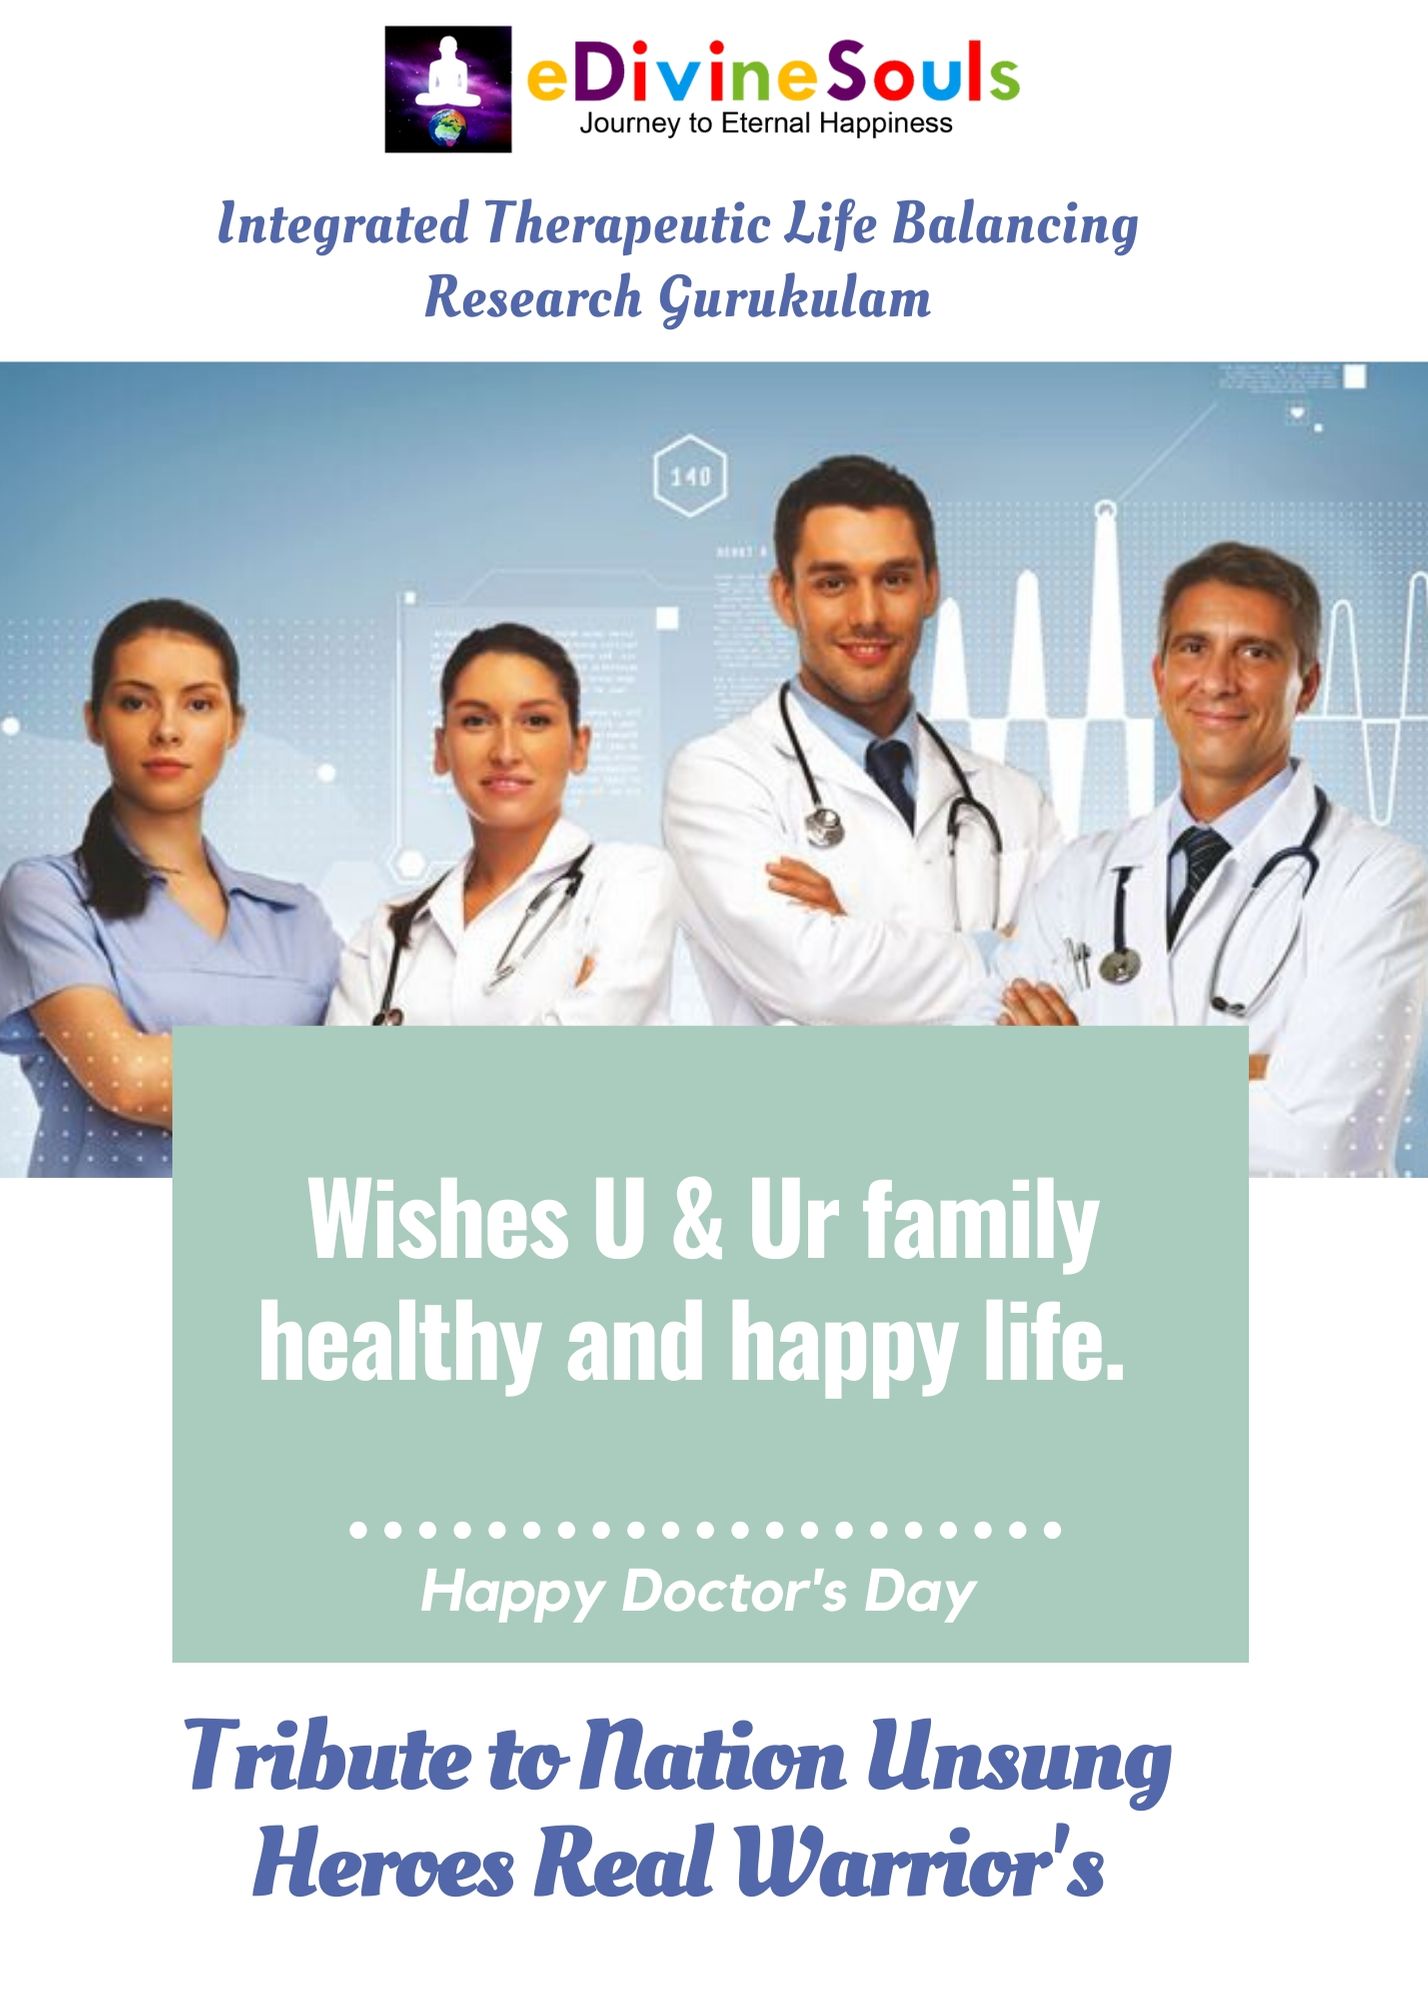 eDivineSouls
Journey to Eternal Happiness
Integrated Therapeutic Life Balancing
Research Gurukulam
140
Wishes U & Ur family
healthy and happy life.
Happy Doctor's Day
Tribute to Nation Unsung
Heroes Real Warrior's